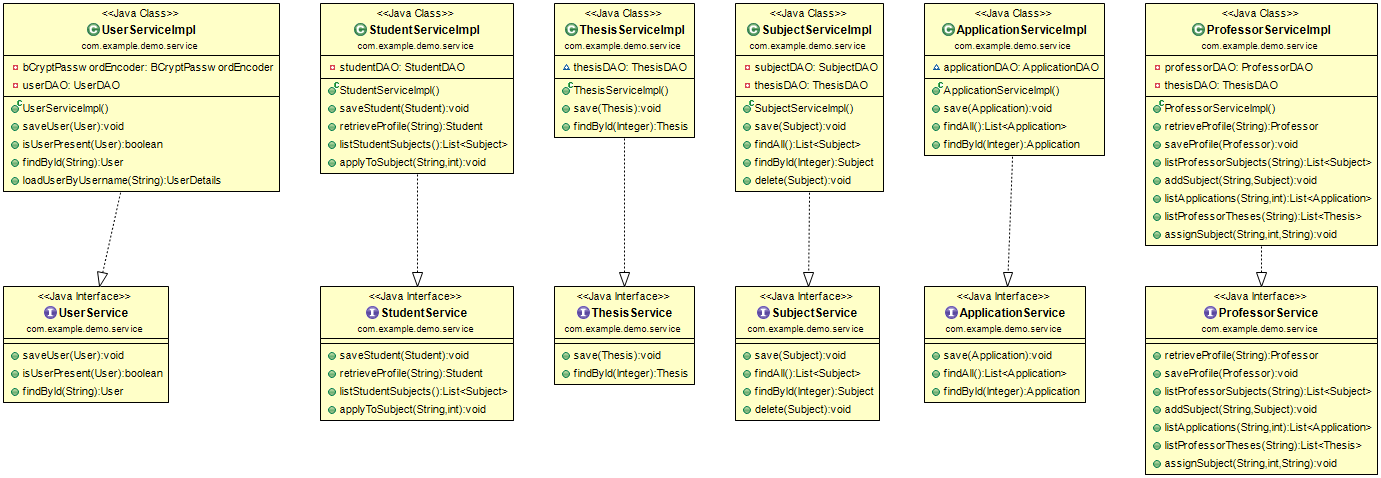 <<Java Class>>
UserServiceImpl
com.example.demo.service
bCryptPasswordEncoder: BCryptPasswordEncoder
userDAO: UserDAO
UserServiceImpl()
saveUser(User):void
isUserPresent(User):boolean
findById(String):User
loadUserByUsername(String):UserDetails
<<Java Class>>
StudentServiceImpl
com.example.demo.service
studentDAO: StudentDAO
StudentServiceImpl()
saveStudent(Student):void
retrieveProfile(String):Student
listStudentSubjects():List<Subject>
applyToSubject(String,int):void
<<Java Class>>
ThesisServiceImpl
com.example.demo.service
thesisDAO: ThesisDAO
ThesisServiceImpl()
save(Thesis):void
findById(Integer):Thesis
<<Java Class>>
SubjectServiceImpl
com.example.demo.service
subjectDAO: SubjectDAO
thesisDAO: ThesisDAO
SubjectServiceImpl()
save(Subject):void
findAll():List<Subject>
findById(Integer):Subject
delete(Subject):void
<<Java Class>>
ApplicationServiceImpl
com.example.demo.service
applicationDAO: ApplicationDAO
ApplicationServiceImpl()
save(Application):void
findAll():List<Application>
findById(Integer):Application
<<Java Class>>
ProfessorServiceImpl
com.example.demo.service
professorDAO: ProfessorDAO
thesisDAO: ThesisDAO
ProfessorServiceImpl()
retrieveProfile(String):Professor
saveProfile(Professor):void
listProfessorSubjects(String):List<Subject>
addSubject(String,Subject):void
listApplications(String,int):List<Application>
listProfessorTheses(String):List<Thesis>
assignSubject(String,int,String):void
<<Java Interface>>
UserService
com.example.demo.service
saveUser(User):void
isUserPresent(User):boolean
findById(String):User
<<Java Interface>>
StudentService
com.example.demo.service
saveStudent(Student):void
retrieveProfile(String):Student
listStudentSubjects():List<Subject>
applyToSubject(String,int):void
<<Java Interface>>
ThesisService
com.example.demo.service
save(Thesis):void
findById(Integer):Thesis
<<Java Interface>>
SubjectService
com.example.demo.service
save(Subject):void
findAll():List<Subject>
findById(Integer):Subject
delete(Subject):void
<<Java Interface>>
ApplicationService
com.example.demo.service
save(Application):void
findAll():List<Application>
findById(Integer):Application
<<Java Interface>>
ProfessorService
com.example.demo.service
retrieveProfile(String):Professor
saveProfile(Professor):void
listProfessorSubjects(String):List<Subject>
addSubject(String,Subject):void
listApplications(String,int):List<Application>
listProfessorTheses(String):List<Thesis>
assignSubject(String,int,String):void